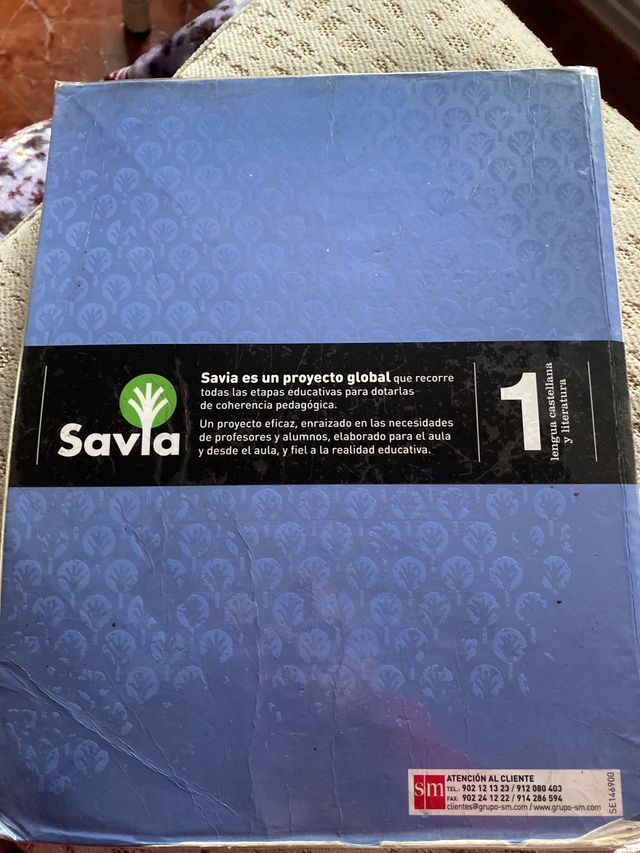 Savia
Savia es un proyecto global que recorre
todas las etapas educativas para dotarlas
de coherencia pedagógica.
Un proyecto eficaz, enraizado en las necesidades
de profesores y alumnos, elaborado para el aula
y desde el aula, y fiel a la realidad educativa.
1
lengua castellana
y literatura
sm
ATENCIÓN AL CLIENTE
TEL.: 902 12 13 23 / 912 080 403
FAX: 902 24 12 22 / 914 286 594
clientes@grupo-sm.com / www.grupo-sm.com
SE146900